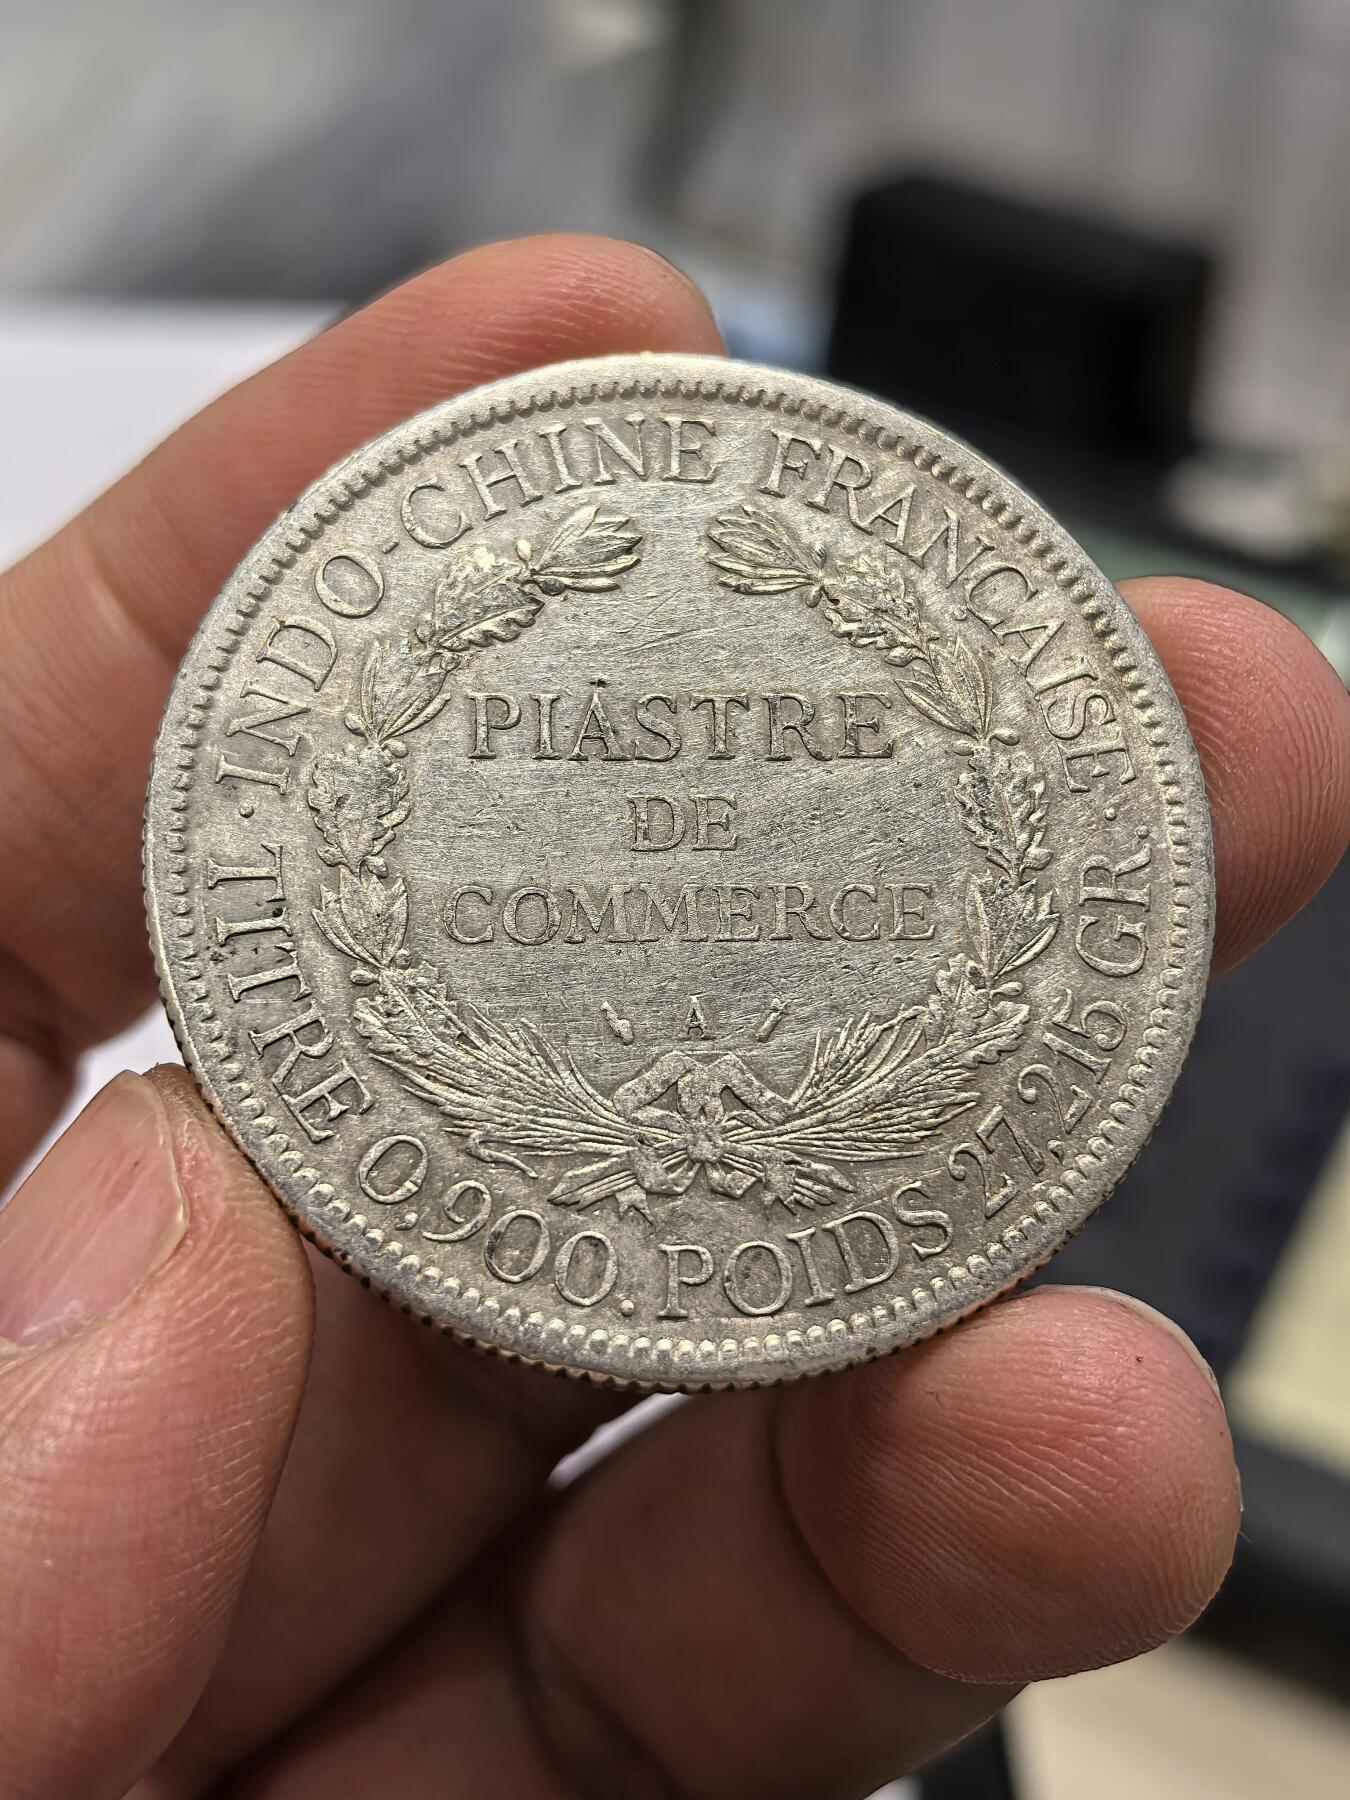 · INDO-CHINE FRANÇAISE ·
PIASTRE
DE
COMMERCE
A
TITRE 0,900. POIDS 27,215 GR.